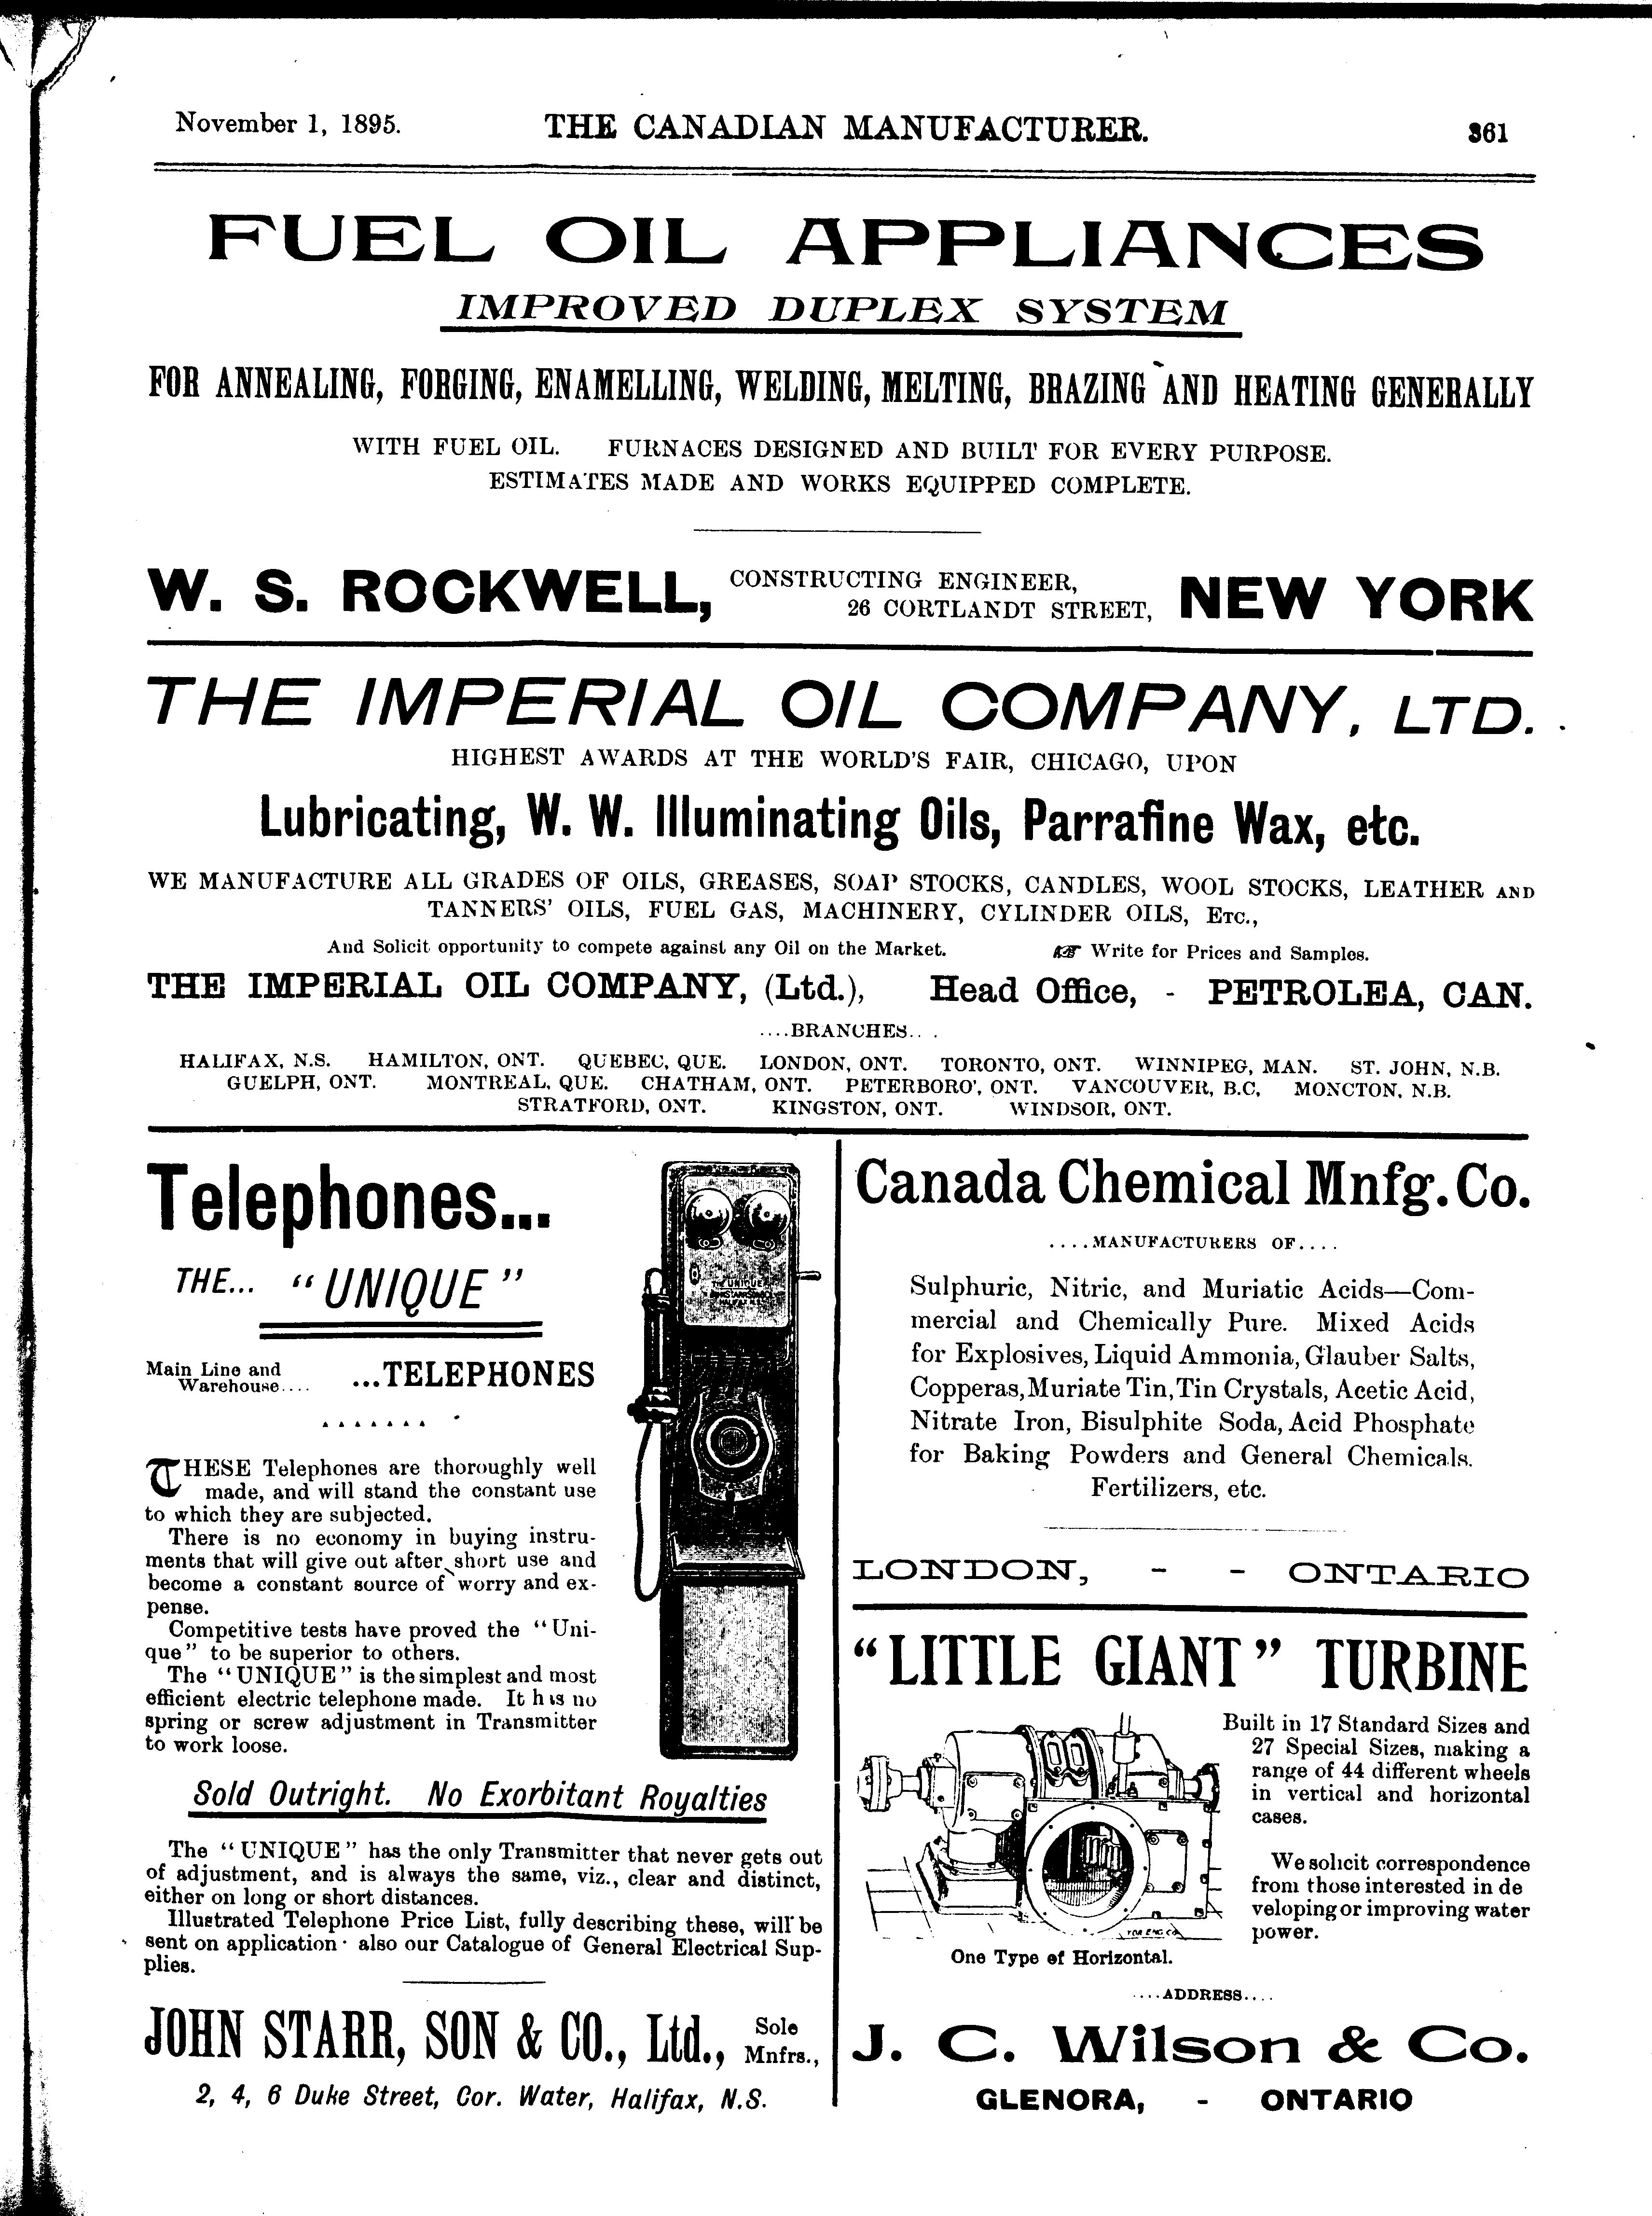 November 1, 1895.
THE CANADIAN MANUFACTURER.
361
FUEL OIL APPLIANCES
IMPROVED DUPLEX SYSTEM
FOR ANNEALING, FORGING, ENAMELLING, WELDING, MELTING, BRAZING AND HEATING GENERALLY
WITH FUEL OIL. FURNACES DESIGNED AND BUILT FOR EVERY PURPOSE.
ESTIMATES MADE AND WORKS EQUIPPED COMPLETE.
W. S. ROCKWELL,
CONSTRUCTING ENGINEER,
26 CORTLANDT STREET,
NEW YORK
THE IMPERIAL OIL COMPANY, LTD.
HIGHEST AWARDS AT THE WORLD'S FAIR, CHICAGO, UPON
Lubricating, W. W. Illuminating Oils, Parrafine Wax, etc.
WE MANUFACTURE ALL GRADES OF OILS, GREASES, SOAP STOCKS, CANDLES, WOOL STOCKS, LEATHER AND
TANNERS' OILS, FUEL GAS, MACHINERY, CYLINDER OILS, ETC.,
And Solicit opportunity to compete against any Oil on the Market. ☞ Write for Prices and Samples.
THE IMPERIAL OIL COMPANY, (Ltd.), Head Office, - PETROLEA, CAN.
....BRANCHES...
HALIFAX, N.S. HAMILTON, ONT. QUEBEC, QUE. LONDON, ONT. TORONTO, ONT. WINNIPEG, MAN. ST. JOHN, N.B.
GUELPH, ONT. MONTREAL, QUE. CHATHAM, ONT. PETERBORO', ONT. VANCOUVER, B.C, MONCTON, N.B.
STRATFORD, ONT. KINGSTON, ONT. WINDSOR, ONT.
Telephones...
THE... "UNIQUE"
Main Line and
Warehouse....
...TELEPHONES
THESE Telephones are thoroughly well
made, and will stand the constant use
to which they are subjected.
There is no economy in buying instru-
ments that will give out after short use and
become a constant source of worry and ex-
pense.
Competitive tests have proved the "Uni-
que" to be superior to others.
The "UNIQUE" is the simplest and most
efficient electric telephone made. It has no
spring or screw adjustment in Transmitter
to work loose.
THE UNIQUE
Sold Outright. No Exorbitant Royalties
The "UNIQUE" has the only Transmitter that never gets out
of adjustment, and is always the same, viz., clear and distinct,
either on long or short distances.
Illustrated Telephone Price List, fully describing these, will be
sent on application · also our Catalogue of General Electrical Sup-
plies.
JOHN STARR, SON & CO., Ltd.,
Sole
Mnfrs.,
2, 4, 6 Duke Street, Cor. Water, Halifax, N.S.
Canada Chemical Mnfg. Co.
....MANUFACTURERS OF....
Sulphuric, Nitric, and Muriatic Acids—Com-
mercial and Chemically Pure. Mixed Acids
for Explosives, Liquid Ammonia, Glauber Salts,
Copperas, Muriate Tin, Tin Crystals, Acetic Acid,
Nitrate Iron, Bisulphite Soda, Acid Phosphate
for Baking Powders and General Chemicals.
Fertilizers, etc.
LONDON, - - ONTARIO
"LITTLE GIANT" TURBINE
Built in 17 Standard Sizes and
27 Special Sizes, making a
range of 44 different wheels
in vertical and horizontal
cases.
We solicit correspondence
from those interested in de
veloping or improving water
power.
TOR ENG CO
One Type of Horizontal.
....ADDRESS....
J. C. Wilson & Co.
GLENORA, - ONTARIO